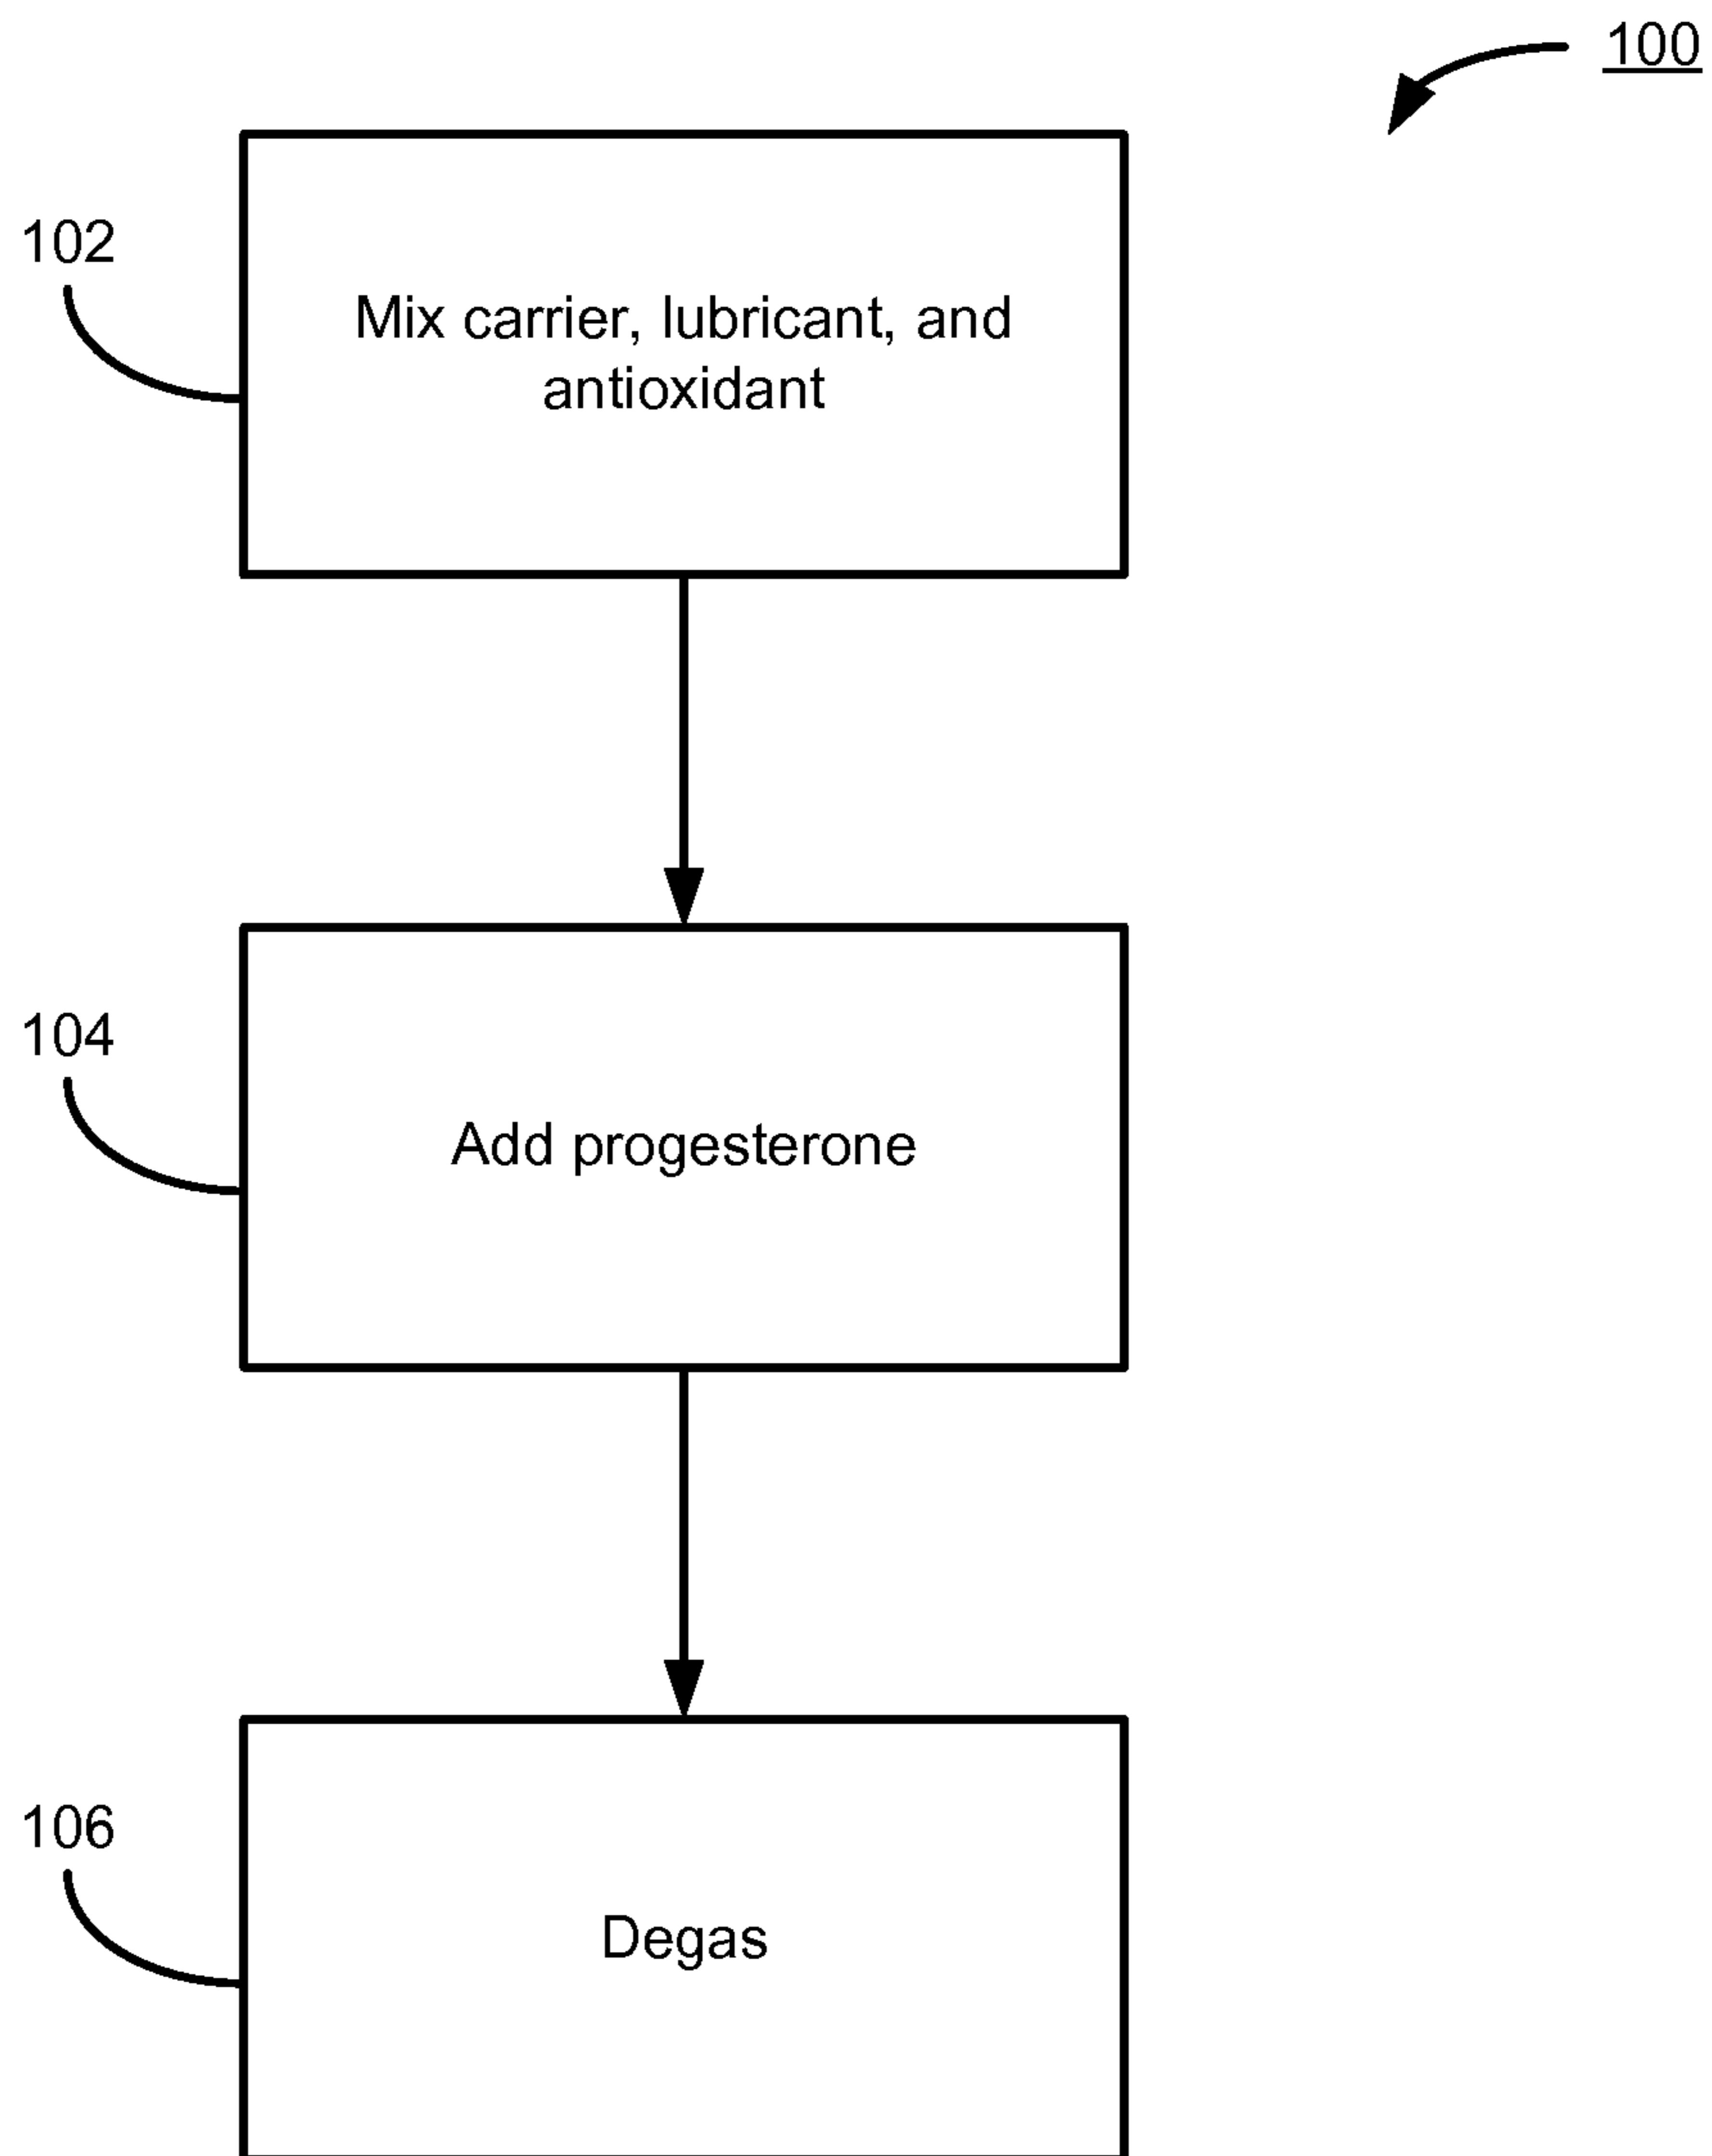 100
102
Mix carrier, lubricant, and
antioxidant
104
Add progesterone
106
Degas